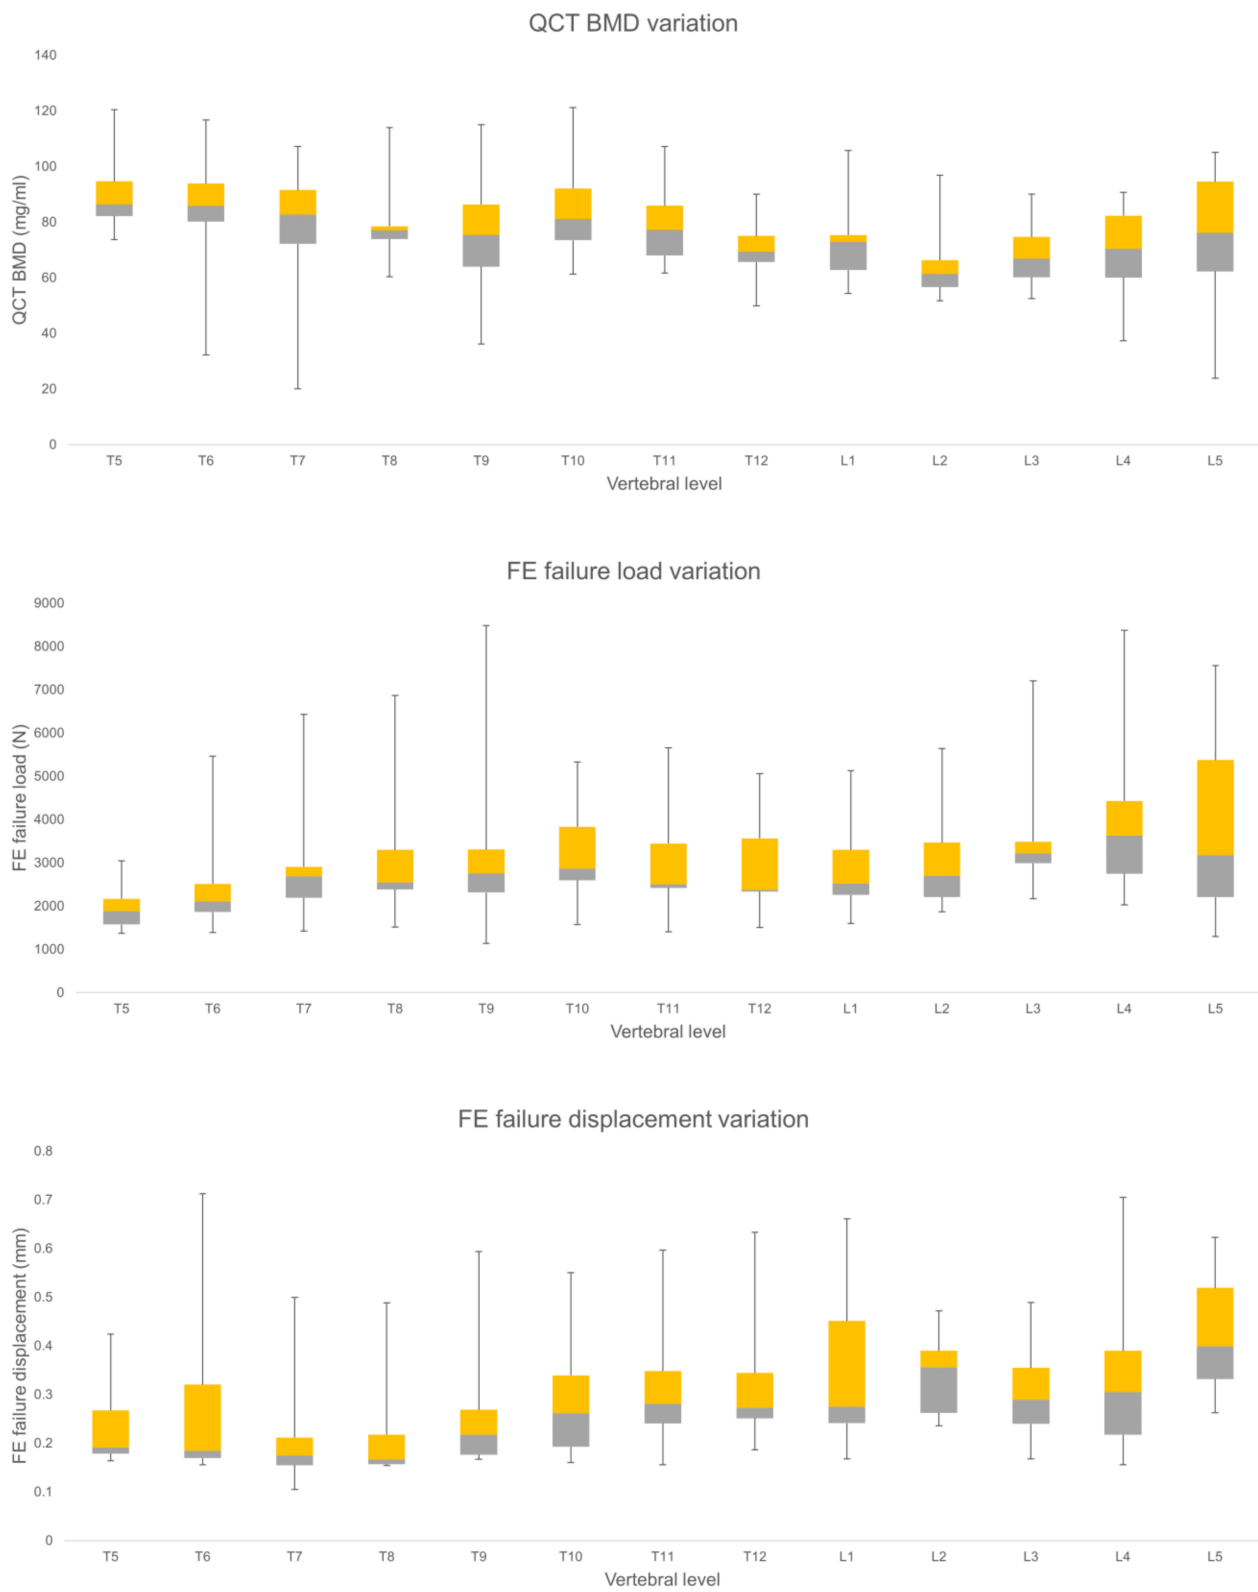 QCT BMD variation
140
120
100
80
60
40
20
0
QCT BMD (mg/ml)
T5 T6 T7 T8 T9 T10 T11 T12 L1 L2 L3 L4 L5
Vertebral level
FE failure load variation
9000
8000
7000
6000
5000
4000
3000
2000
1000
0
FE failure load (N)
T5 T6 T7 T8 T9 T10 T11 T12 L1 L2 L3 L4 L5
Vertebral level
FE failure displacement variation
0.8
0.7
0.6
0.5
0.4
0.3
0.2
0.1
0
FE failure displacement (mm)
T5 T6 T7 T8 T9 T10 T11 T12 L1 L2 L3 L4 L5
Vertebral level